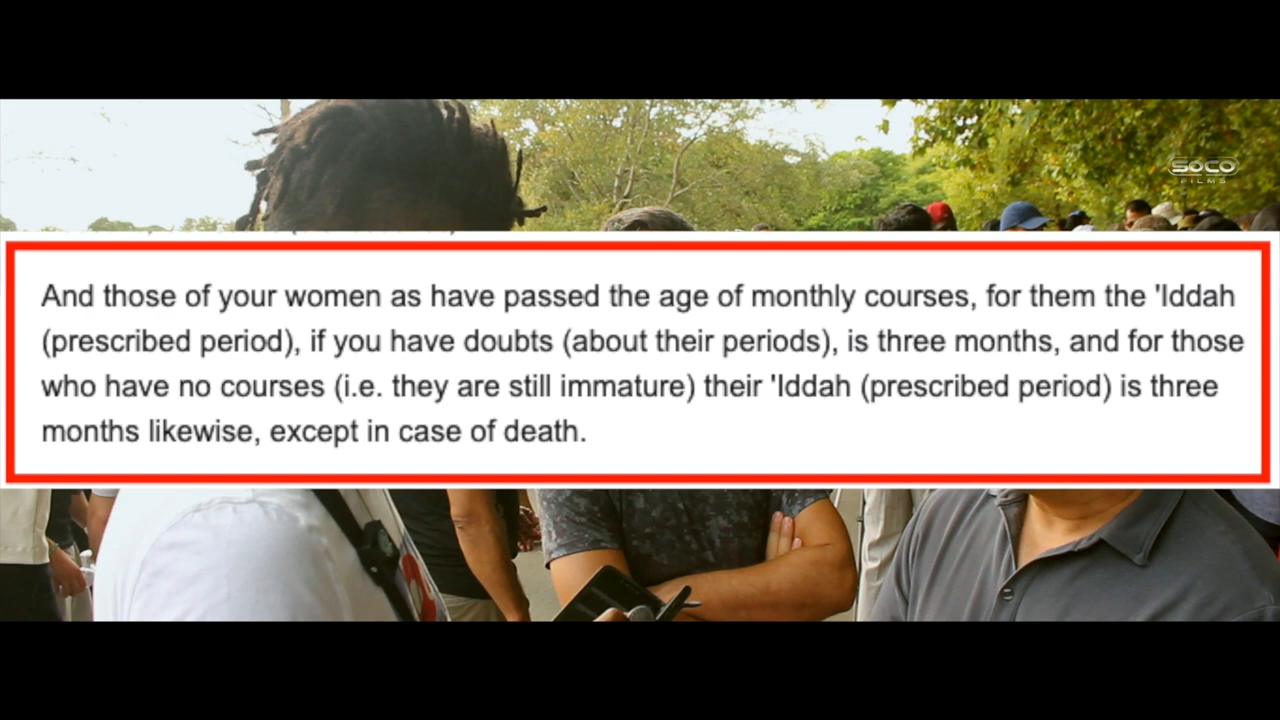 SOCO
FILMS
And those of your women as have passed the age of monthly courses, for them the 'Iddah
(prescribed period), if you have doubts (about their periods), is three months, and for those
who have no courses (i.e. they are still immature) their 'Iddah (prescribed period) is three
months likewise, except in case of death.